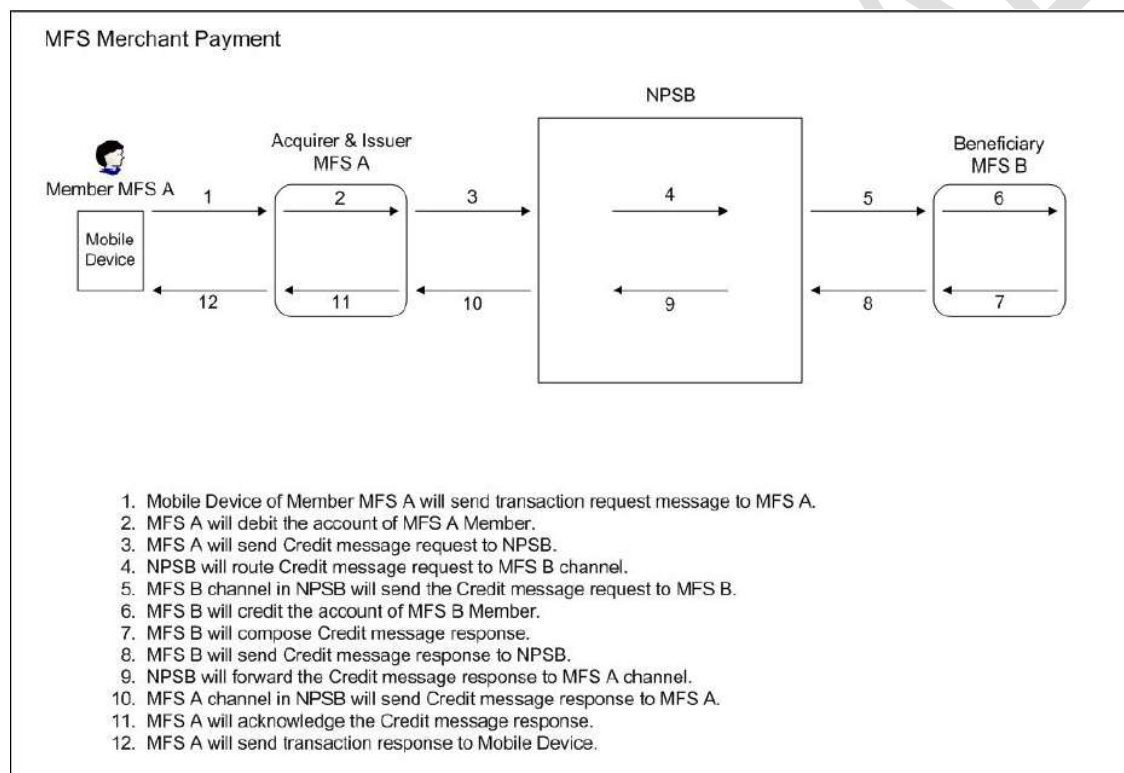 MFS Merchant Payment
NPSB
Acquirer & Issuer
MFS A
Beneficiary
MFS B
Member MFS A
1
2
3
4
5
6
Mobile
Device
12
11
10
9
8
7
1. Mobile Device of Member MFS A will send transaction request message to MFS A.
2. MFS A will debit the account of MFS A Member.
3. MFS A will send Credit message request to NPSB.
4. NPSB will route Credit message request to MFS B channel.
5. MFS B channel in NPSB will send the Credit message request to MFS B.
6. MFS B will credit the account of MFS B Member.
7. MFS B will compose Credit message response.
8. MFS B will send Credit message response to NPSB.
9. NPSB will forward the Credit message response to MFS A channel.
10. MFS A channel in NPSB will send Credit message response to MFS A.
11. MFS A will acknowledge the Credit message response.
12. MFS A will send transaction response to Mobile Device.